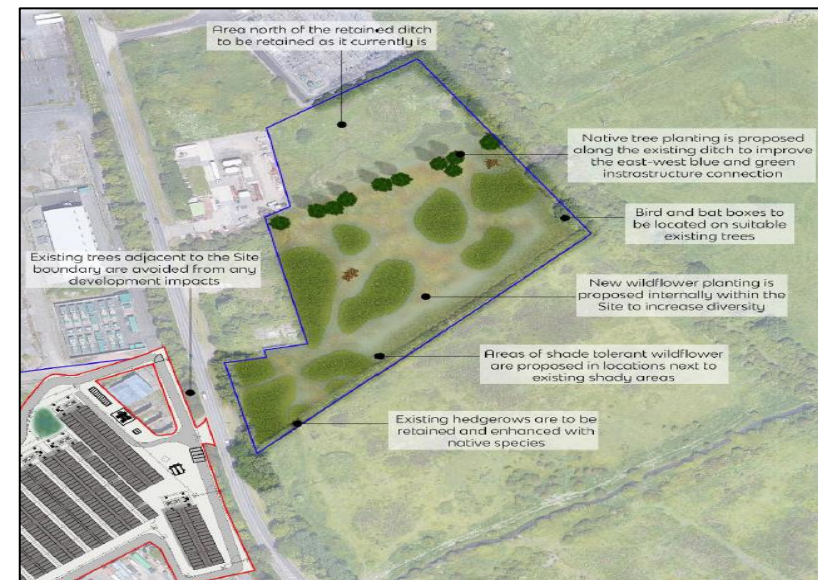 Area north of the retained ditch
to be retained as it currently is
Native tree planting is proposed
along the existing ditch to improve
the east-west blue and green
instrastructure connection
Bird and bat boxes to
be located on suitable
existing trees
Existing trees adjacent to the Site
boundary are avoided from any
development impacts
New wildflower planting is
proposed internally within the
Site to increase diversity
Areas of shade tolerant wildflower
are proposed in locations next to
existing shady areas
Existing hedgerows are to be
retained and enhanced with
native species